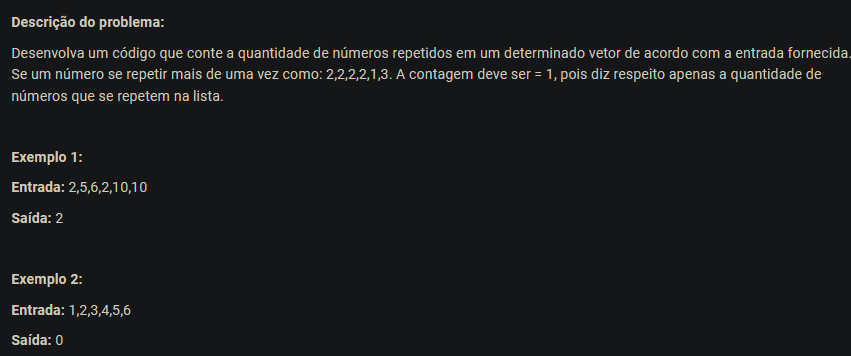 Descrição do problema:
Desenvolva um código que conte a quantidade de números repetidos em um determinado vetor de acordo com a entrada fornecida.
Se um número se repetir mais de uma vez como: 2,2,2,2,1,3. A contagem deve ser = 1, pois diz respeito apenas a quantidade de
números que se repetem na lista.
Exemplo 1:
Entrada: 2,5,6,2,10,10
Saída: 2
Exemplo 2:
Entrada: 1,2,3,4,5,6
Saída: 0